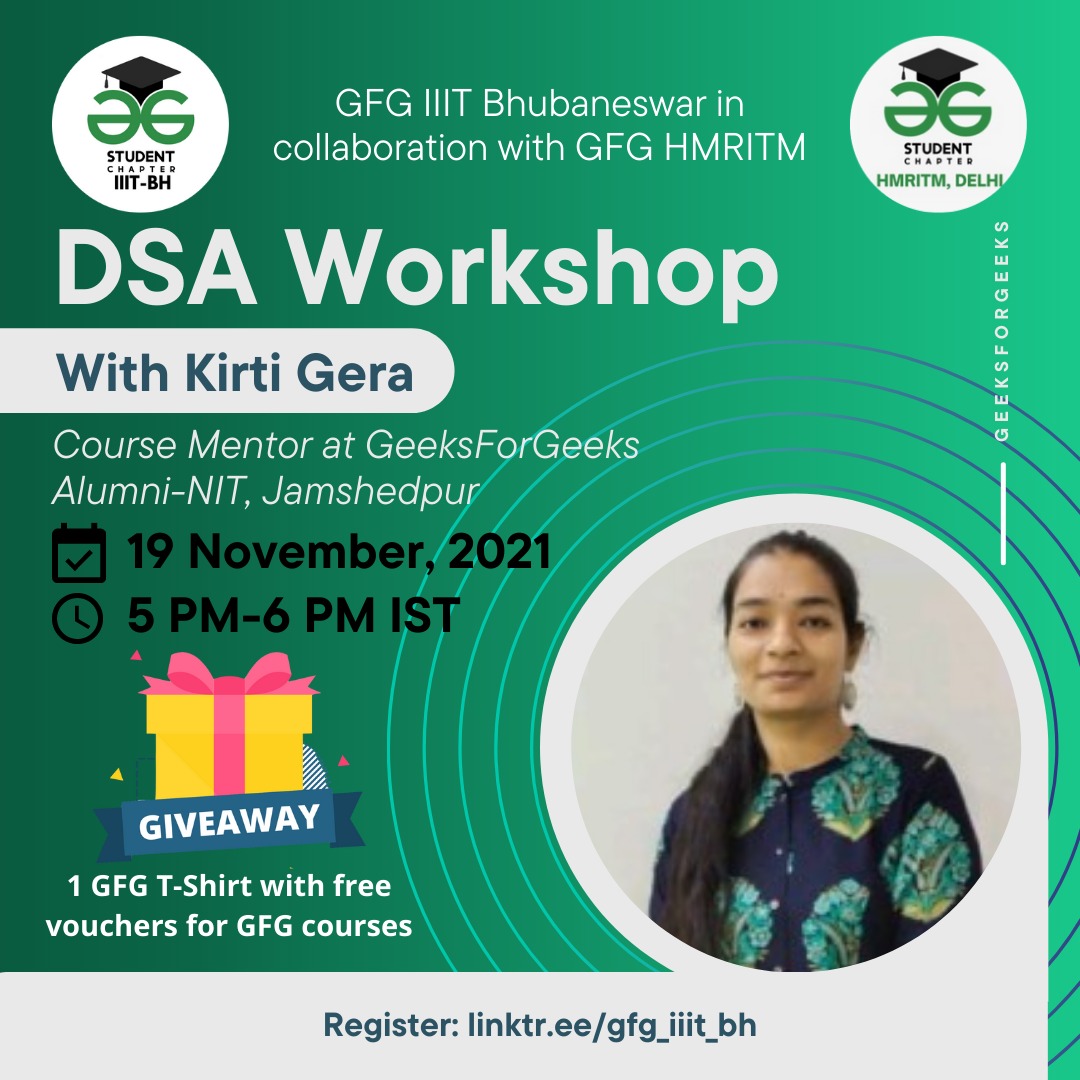 STUDENT
CHAPTER
IIIT-BH
GFG IIIT Bhubaneswar in
collaboration with GFG HMRITM
STUDENT
CHAPTER
HMRITM, DELHI
DSA Workshop
GEEKSFORGEEKS
With Kirti Gera
Course Mentor at GeeksForGeeks
Alumni-NIT, Jamshedpur
19 November, 2021
5 PM-6 PM IST
GIVEAWAY
1 GFG T-Shirt with free
vouchers for GFG courses
Register: linktr.ee/gfg_iiit_bh